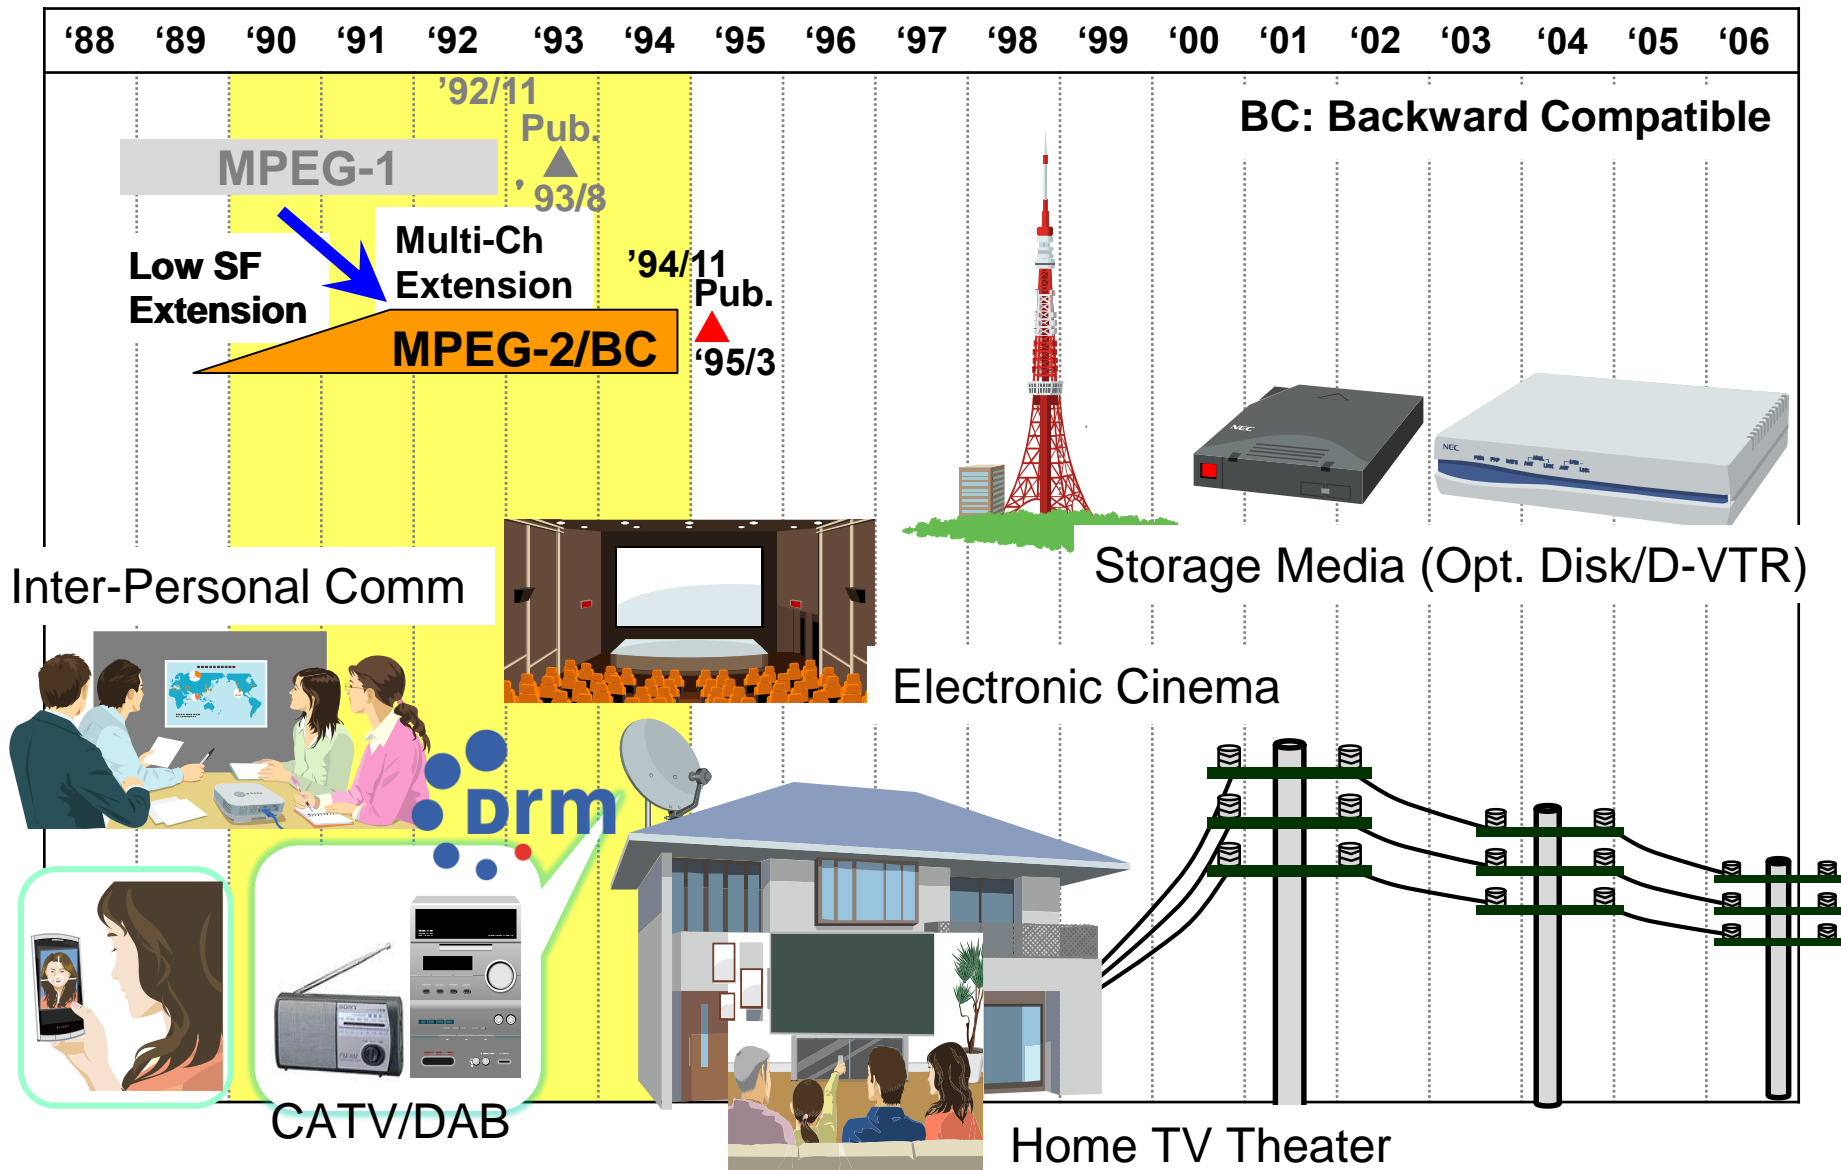 ‘88 ‘89 ‘90 ‘91 ‘92 ‘93 ‘94 ‘95 ‘96 ‘97 ‘98 ‘99 ‘00 ‘01 ‘02 ‘03 ‘04 ‘05 ‘06
’92/11
Pub.
BC: Backward Compatible
MPEG-1
’93/8
Multi-Ch
Extension
Low SF
Extension
’94/11
Pub.
MPEG-2/BC
‘95/3
NEC
NEC
Storage Media (Opt. Disk/D-VTR)
Inter-Personal Comm
Electronic Cinema
Drm
SONY
CATV/DAB
Home TV Theater